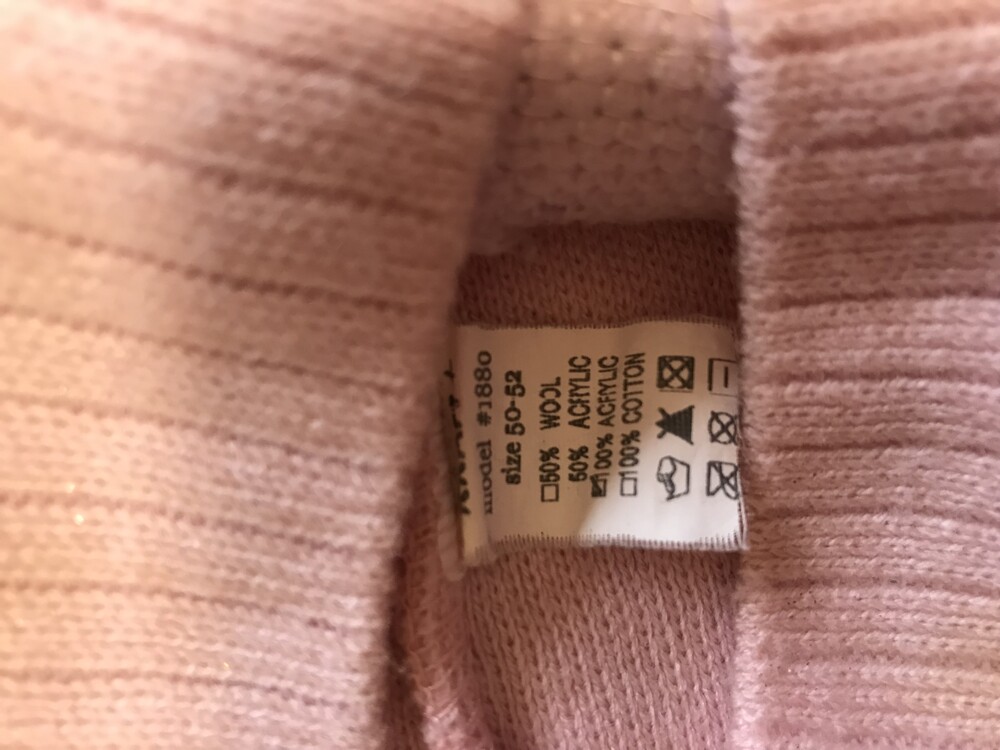 model #1880
size 50-52
☐50% WOOL
50% ACRYLIC
☑100% ACRYLIC
☐100% COTTON